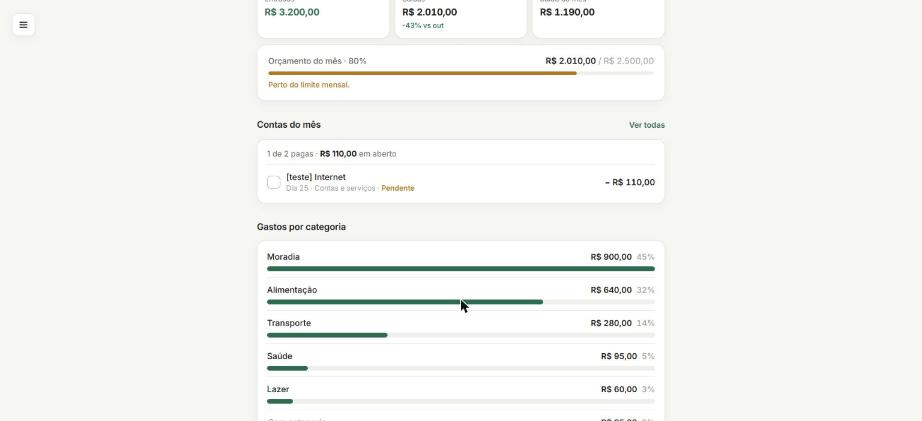 R$ 3.200,00
R$ 2.010,00
R$ 1.190,00
-43% vs out
Orçamento do mês · 80%
R$ 2.010,00 / R$ 2.500,00
Perto do limite mensal.
Contas do mês
Ver todas
1 de 2 pagas · R$ 110,00 em aberto
[teste] Internet
Dia 25 · Contas e serviços · Pendente
– R$ 110,00
Gastos por categoria
Moradia
R$ 900,00 45%
Alimentação
R$ 640,00 32%
Transporte
R$ 280,00 14%
Saúde
R$ 95,00 5%
Lazer
R$ 60,00 3%